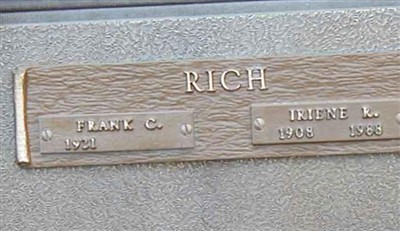 RICH
FRANK C.
1921
IRIENE R.
1908 1988